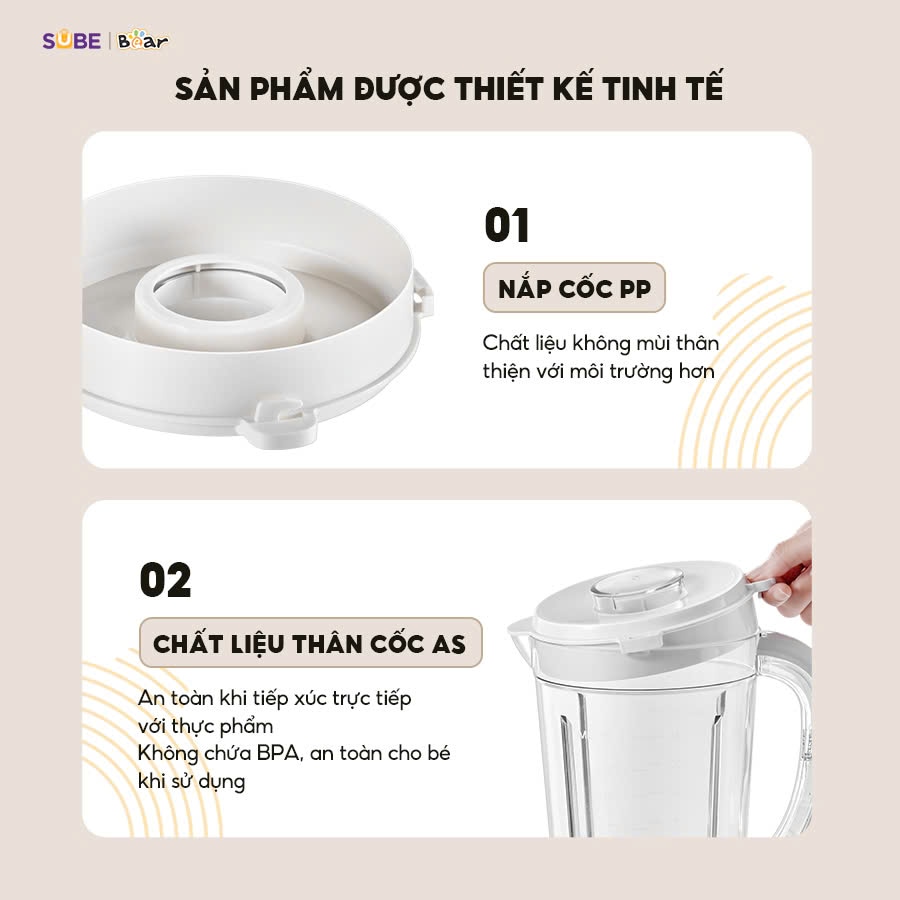 SUBE | Bear
SẢN PHẨM ĐƯỢC THIẾT KẾ TINH TẾ
01
NẮP CỐC PP
Chất liệu không mùi thân
thiện với môi trường hơn
02
CHẤT LIỆU THÂN CỐC AS
An toàn khi tiếp xúc trực tiếp
với thực phẩm
Không chứa BPA, an toàn cho bé
khi sử dụng